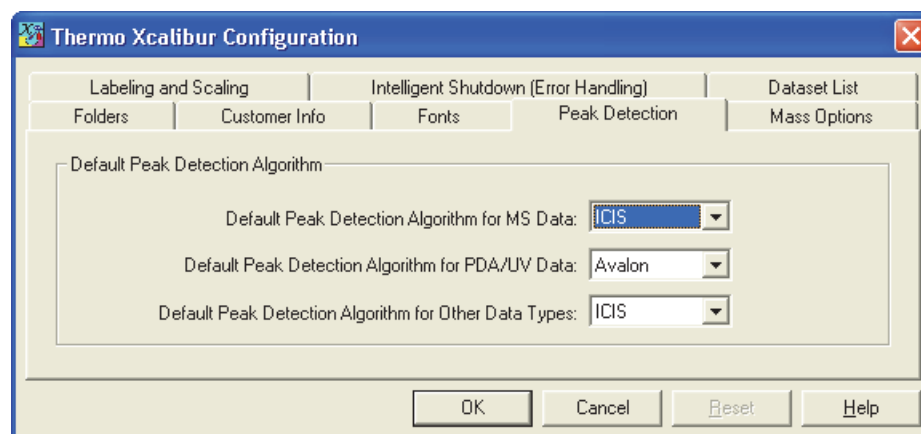 Thermo Xcalibur Configuration
Labeling and Scaling Intelligent Shutdown (Error Handling) Dataset List
Folders Customer Info Fonts Peak Detection Mass Options
Default Peak Detection Algorithm
Default Peak Detection Algorithm for MS Data: ICIS
Default Peak Detection Algorithm for PDA/UV Data: Avalon
Default Peak Detection Algorithm for Other Data Types: ICIS
OK Cancel Reset Help